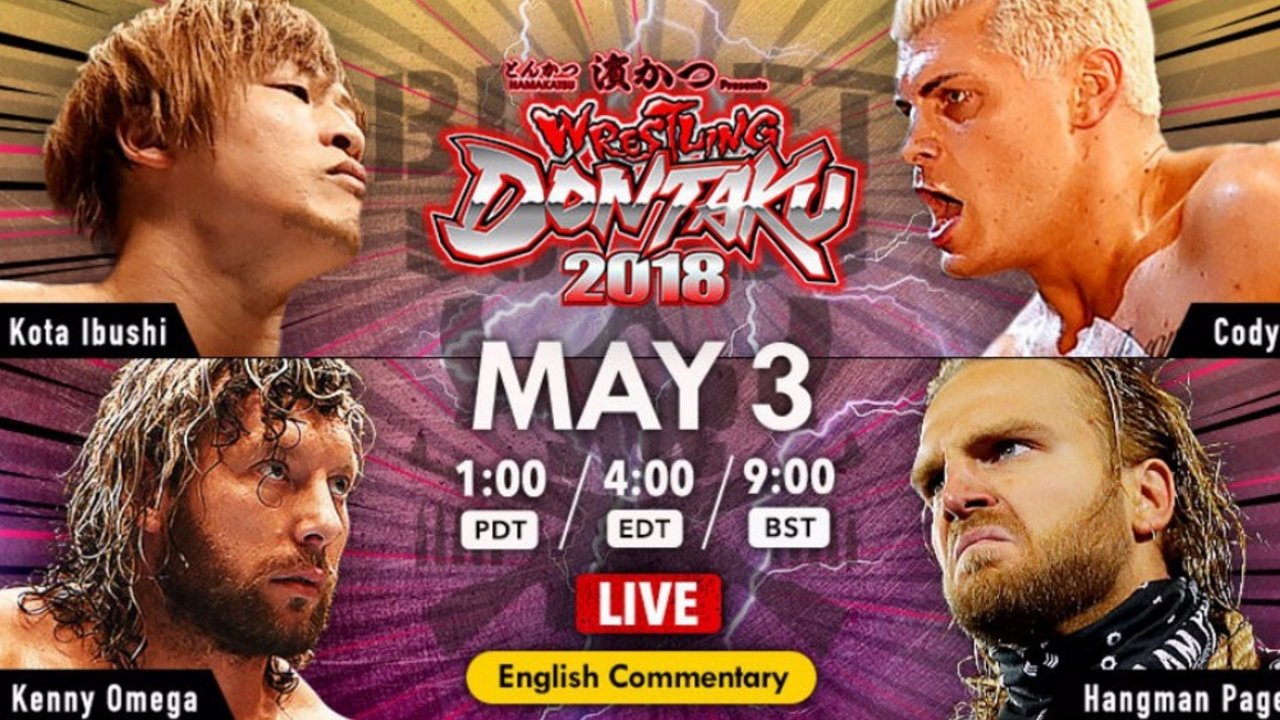 とんかつ 濵かつ
HAMAKATSU Presents
WRESTLING
DONTAKU
2018
Kota Ibushi
Cody
MAY 3
1:00 / 4:00 / 9:00
PDT EDT BST
LIVE
English Commentary
Kenny Omega
Hangman Page